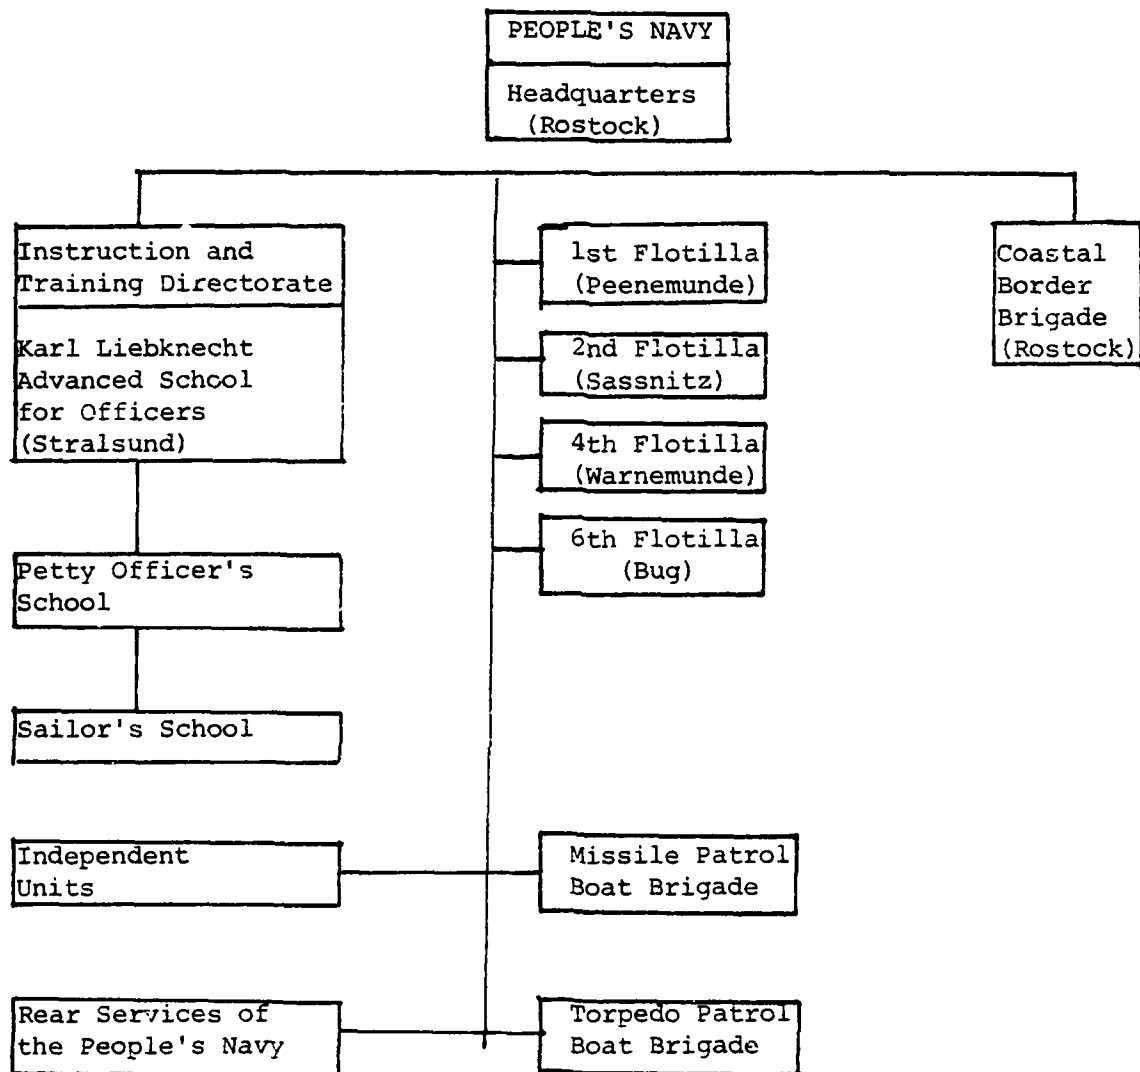 PEOPLE'S NAVY
Headquarters
(Rostock)
Instruction and
Training Directorate
Karl Liebknecht
Advanced School
for Officers
(Stralsund)
Petty Officer's
School
Sailor's School
1st Flotilla
(Peenemunde)
2nd Flotilla
(Sassnitz)
4th Flotilla
(Warnemunde)
6th Flotilla
(Bug)
Coastal
Border
Brigade
(Rostock)
Independent
Units
Missile Patrol
Boat Brigade
Rear Services of
the People's Navy
Torpedo Patrol
Boat Brigade